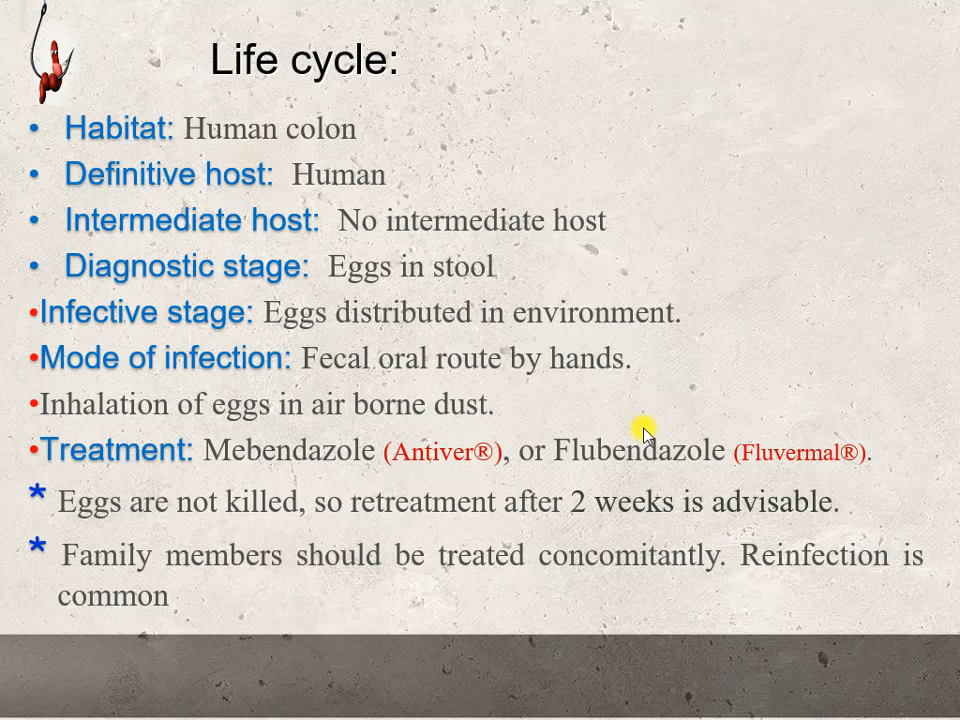 Life cycle:
• Habitat: Human colon
• Definitive host: Human
• Intermediate host: No intermediate host
• Diagnostic stage: Eggs in stool
•Infective stage: Eggs distributed in environment.
•Mode of infection: Fecal oral route by hands.
•Inhalation of eggs in air borne dust.
•Treatment: Mebendazole (Antiver®), or Flubendazole (Fluvermal®).
* Eggs are not killed, so retreatment after 2 weeks is advisable.
* Family members should be treated concomitantly. Reinfection is
common